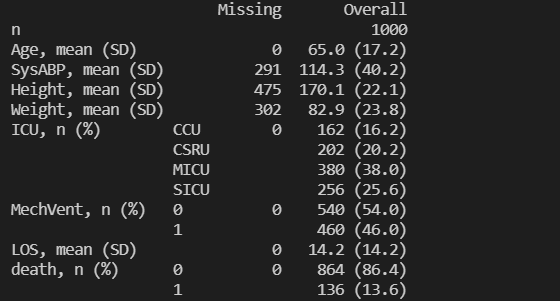 Missing Overall
n 1000
Age, mean (SD) 0 65.0 (17.2)
SysABP, mean (SD) 291 114.3 (40.2)
Height, mean (SD) 475 170.1 (22.1)
Weight, mean (SD) 302 82.9 (23.8)
ICU, n (%) CCU 0 162 (16.2)
CSRU 202 (20.2)
MICU 380 (38.0)
SICU 256 (25.6)
MechVent, n (%) 0 0 540 (54.0)
1 460 (46.0)
LOS, mean (SD) 0 14.2 (14.2)
death, n (%) 0 0 864 (86.4)
1 136 (13.6)